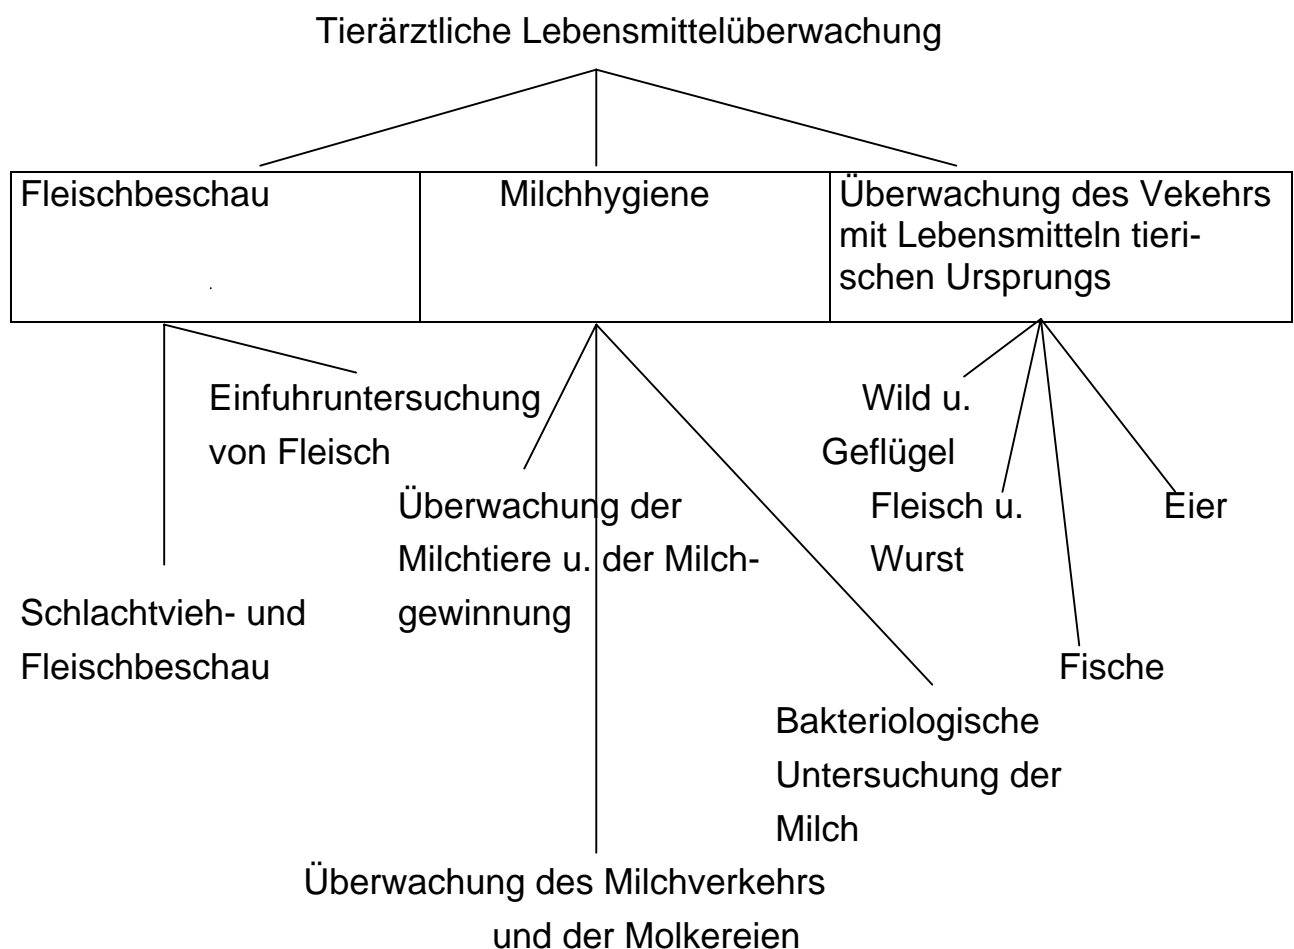 Tierärztliche Lebensmittelüberwachung
Fleischbeschau
Milchhygiene
Überwachung des Vekehrs
mit Lebensmitteln tieri-
schen Ursprungs
Einfuhruntersuchung
von Fleisch
Schlachtvieh- und
Fleischbeschau
Überwachung der
Milchtiere u. der Milch-
gewinnung
Überwachung des Milchverkehrs
und der Molkereien
Bakteriologische
Untersuchung der
Milch
Wild u.
Geflügel
Fleisch u.
Wurst
Fische
Eier